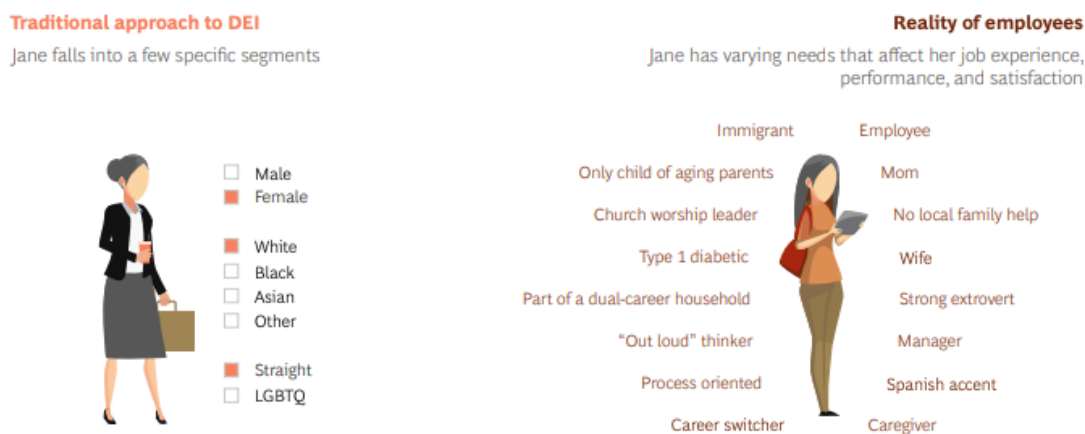 Traditional approach to DEI
Jane falls into a few specific segments
Male
Female
White
Black
Asian
Other
Straight
LGBTQ
Reality of employees
Jane has varying needs that affect her job experience,
performance, and satisfaction
Immigrant
Employee
Only child of aging parents
Mom
Church worship leader
No local family help
Type 1 diabetic
Wife
Part of a dual-career household
Strong extrovert
“Out loud” thinker
Manager
Process oriented
Spanish accent
Career switcher
Caregiver